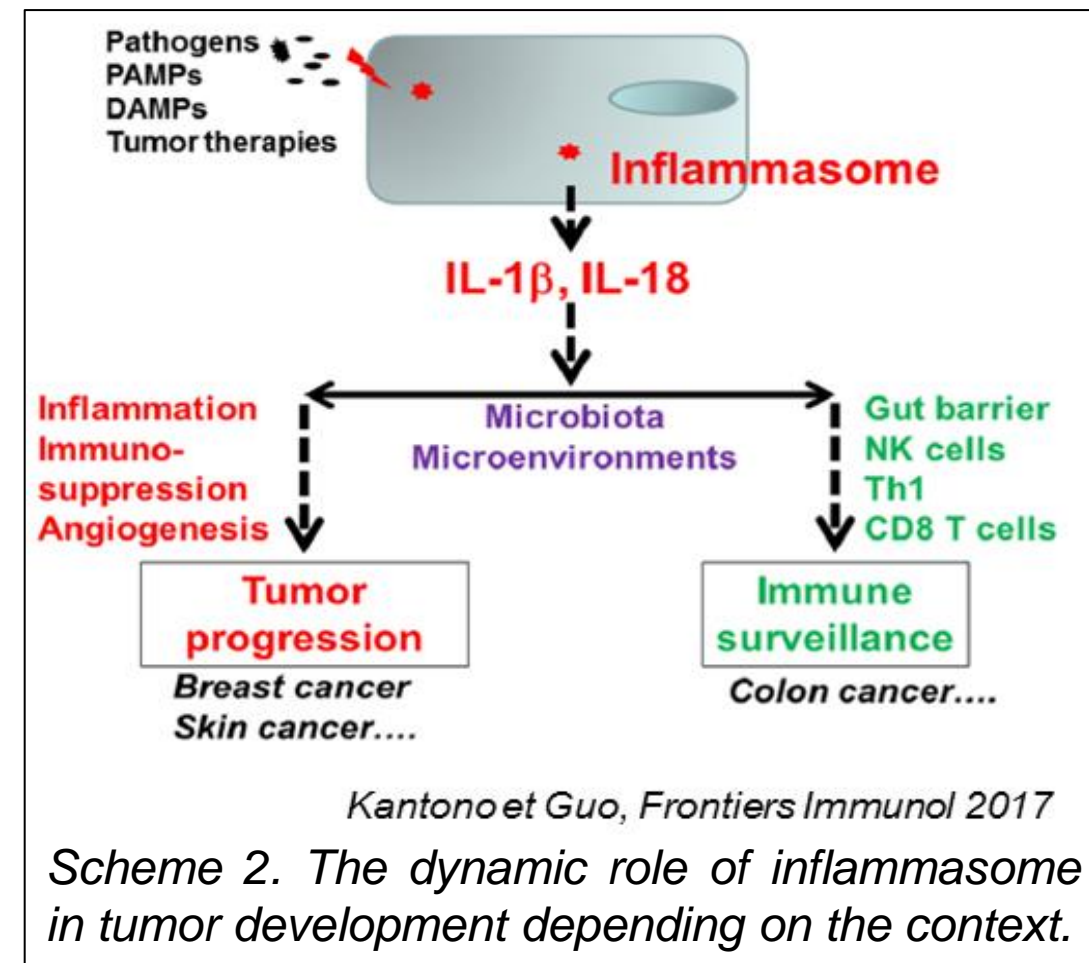 Pathogens
PAMPs
DAMPs
Tumor therapies
Inflammasome
IL-1β, IL-18
Inflammation
Immuno-
suppression
Angiogenesis
Microbiota
Microenvironments
Gut barrier
NK cells
Th1
CD8 T cells
Tumor
progression
Breast cancer
Skin cancer....
Immune
surveillance
Colon cancer....
Kantono et Guo, Frontiers Immunol 2017
Scheme 2. The dynamic role of inflammasome
in tumor development depending on the context.